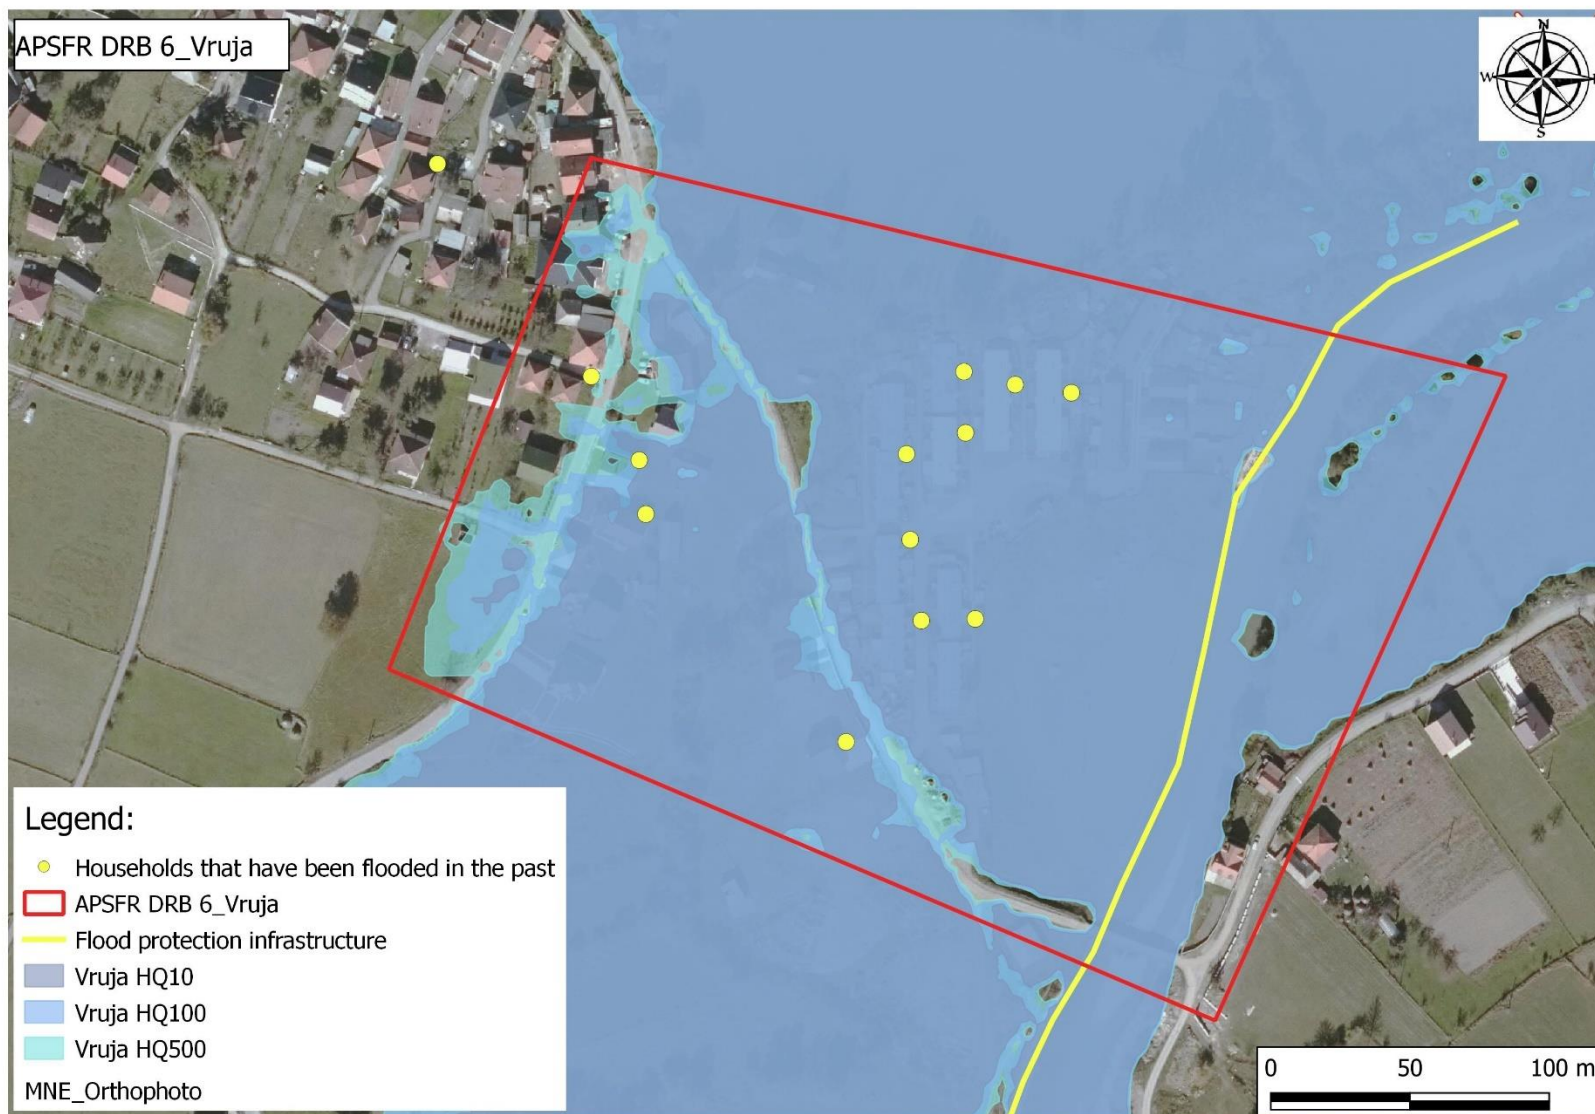 APSFR DRB 6_Vruja
N
W
S
Legend:
Households that have been flooded in the past
APSFR DRB 6_Vruja
Flood protection infrastructure
Vruja HQ10
Vruja HQ100
Vruja HQ500
MNE_Orthophoto
0 50 100 m